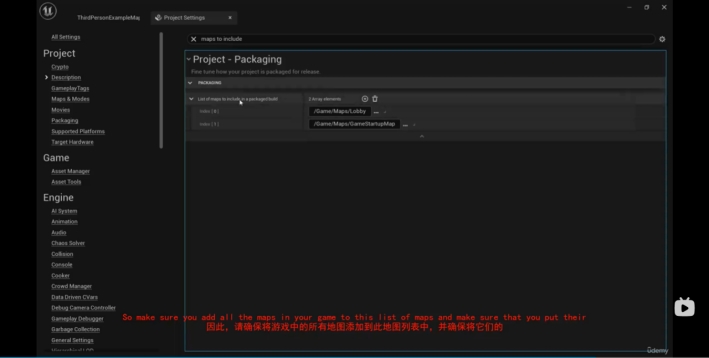 ThirdPersonExampleMap
Project Settings
All Settings
Project
Crypto
Description
GameplayTags
Maps & Modes
Movies
Packaging
Supported Platforms
Target Hardware
Game
Asset Manager
Asset Tools
Engine
AI System
Animation
Audio
Chaos Solver
Collision
Console
Cooker
Crowd Manager
Data Driven CVars
Debug Camera Controller
Gameplay Debugger
Garbage Collection
General Settings
maps to include
Project - Packaging
Fine tune how your project is packaged for release
PACKAGING
List of maps to include in a packaged build
2 Array elements
Index [ 0 ]
/Game/Maps/Lobby
Index [ 1 ]
/Game/Maps/GameStartupMap
So make sure you add all the maps in your game to this list of maps and make sure that you put their
因此，请确保将游戏中的所有地图添加到此地图列表中，并确保将它们的
ûdemy